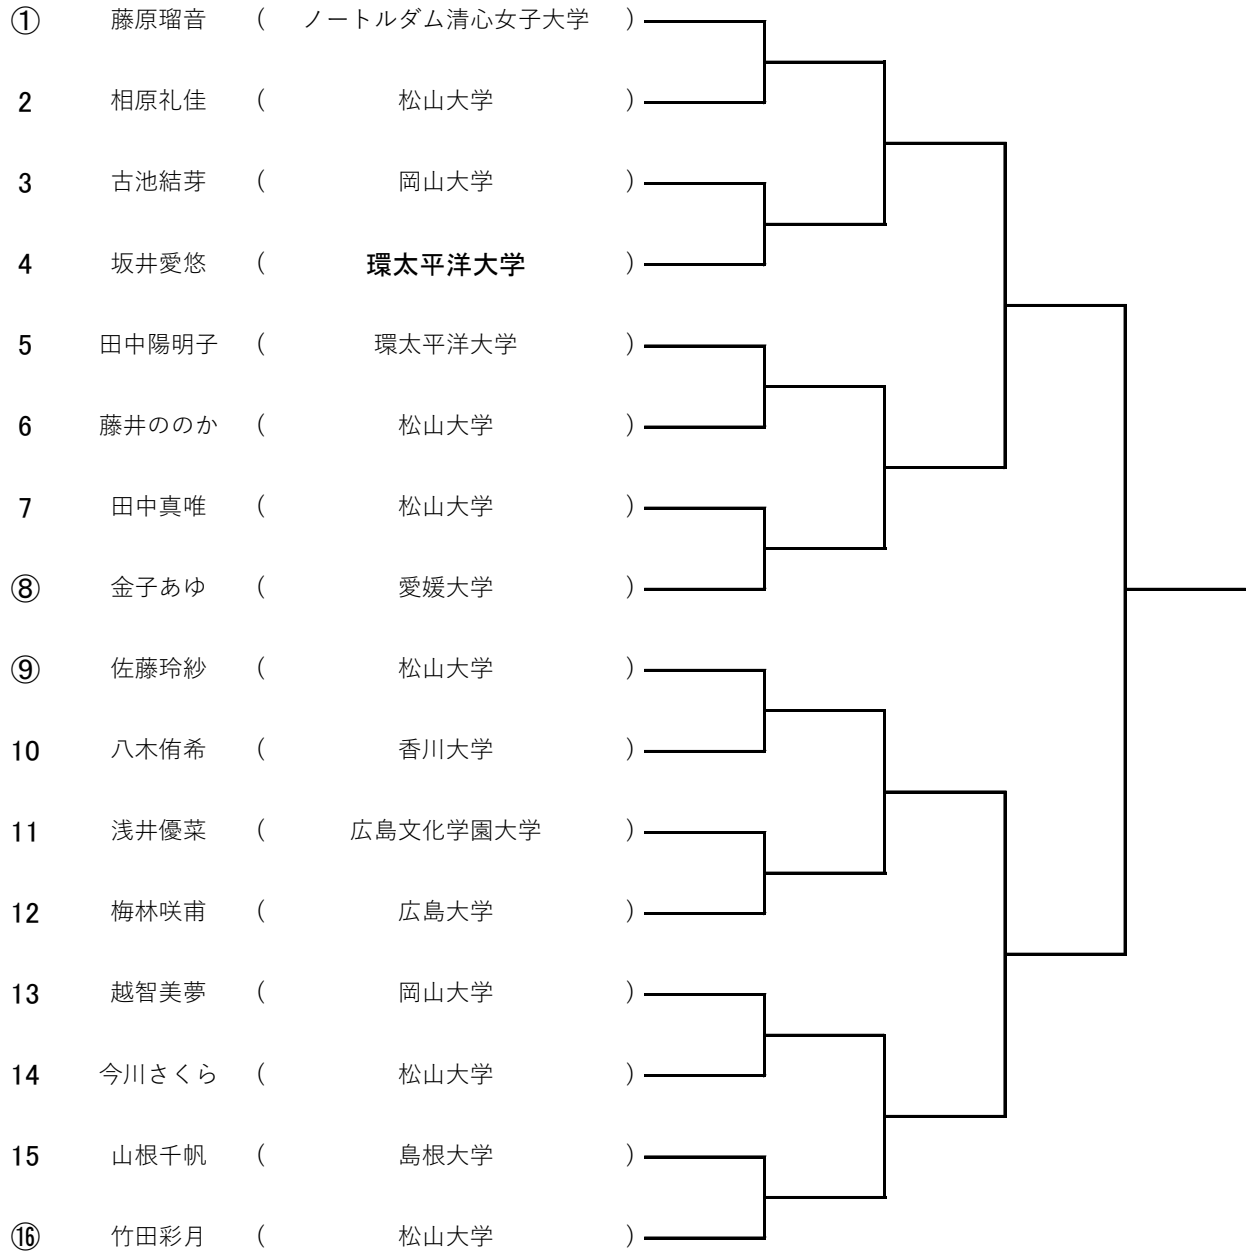 ① 藤原瑠音 ( ノートルダム清心女子大学 )
2 相原礼佳 ( 松山大学 )
3 古池結芽 ( 岡山大学 )
4 坂井愛悠 ( 環太平洋大学 )
5 田中陽明子 ( 環太平洋大学 )
6 藤井ののか ( 松山大学 )
7 田中真唯 ( 松山大学 )
⑧ 金子あゆ ( 愛媛大学 )
⑨ 佐藤玲紗 ( 松山大学 )
10 八木侑希 ( 香川大学 )
11 浅井優菜 ( 広島文化学園大学 )
12 梅林咲甫 ( 広島大学 )
13 越智美夢 ( 岡山大学 )
14 今川さくら ( 松山大学 )
15 山根千帆 ( 島根大学 )
⑯ 竹田彩月 ( 松山大学 )